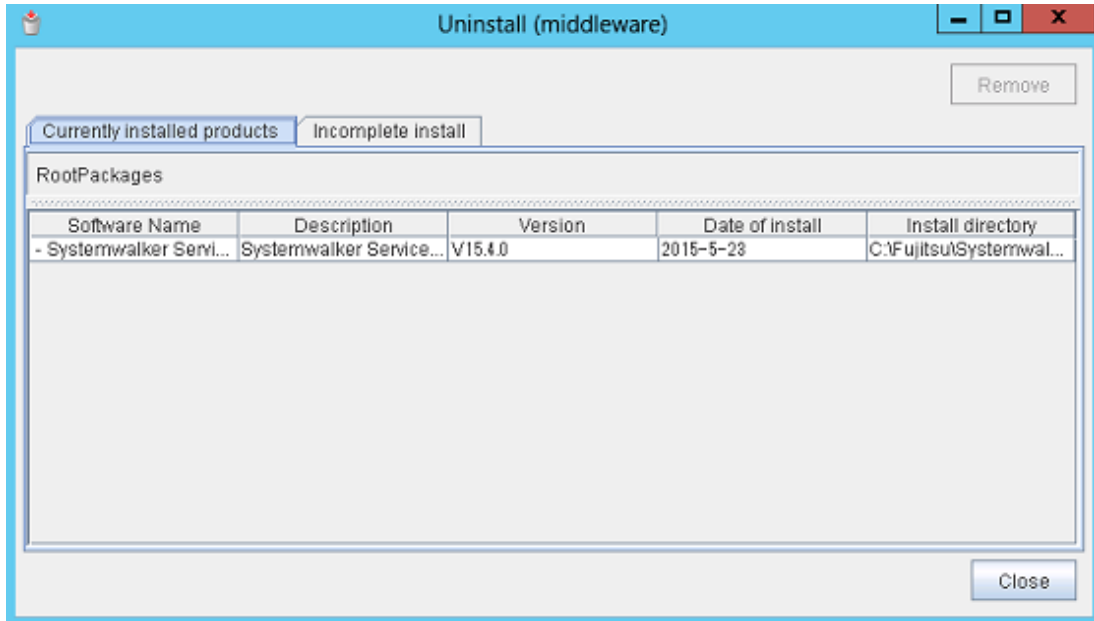 Uninstall (middleware)
Remove
Currently installed products Incomplete install
RootPackages
Software Name Description Version Date of install Install directory
- Systemwalker Servi... Systemwalker Service... V15.4.0 2015-5-23 C:\Fujitsu\Systemwal...
Close